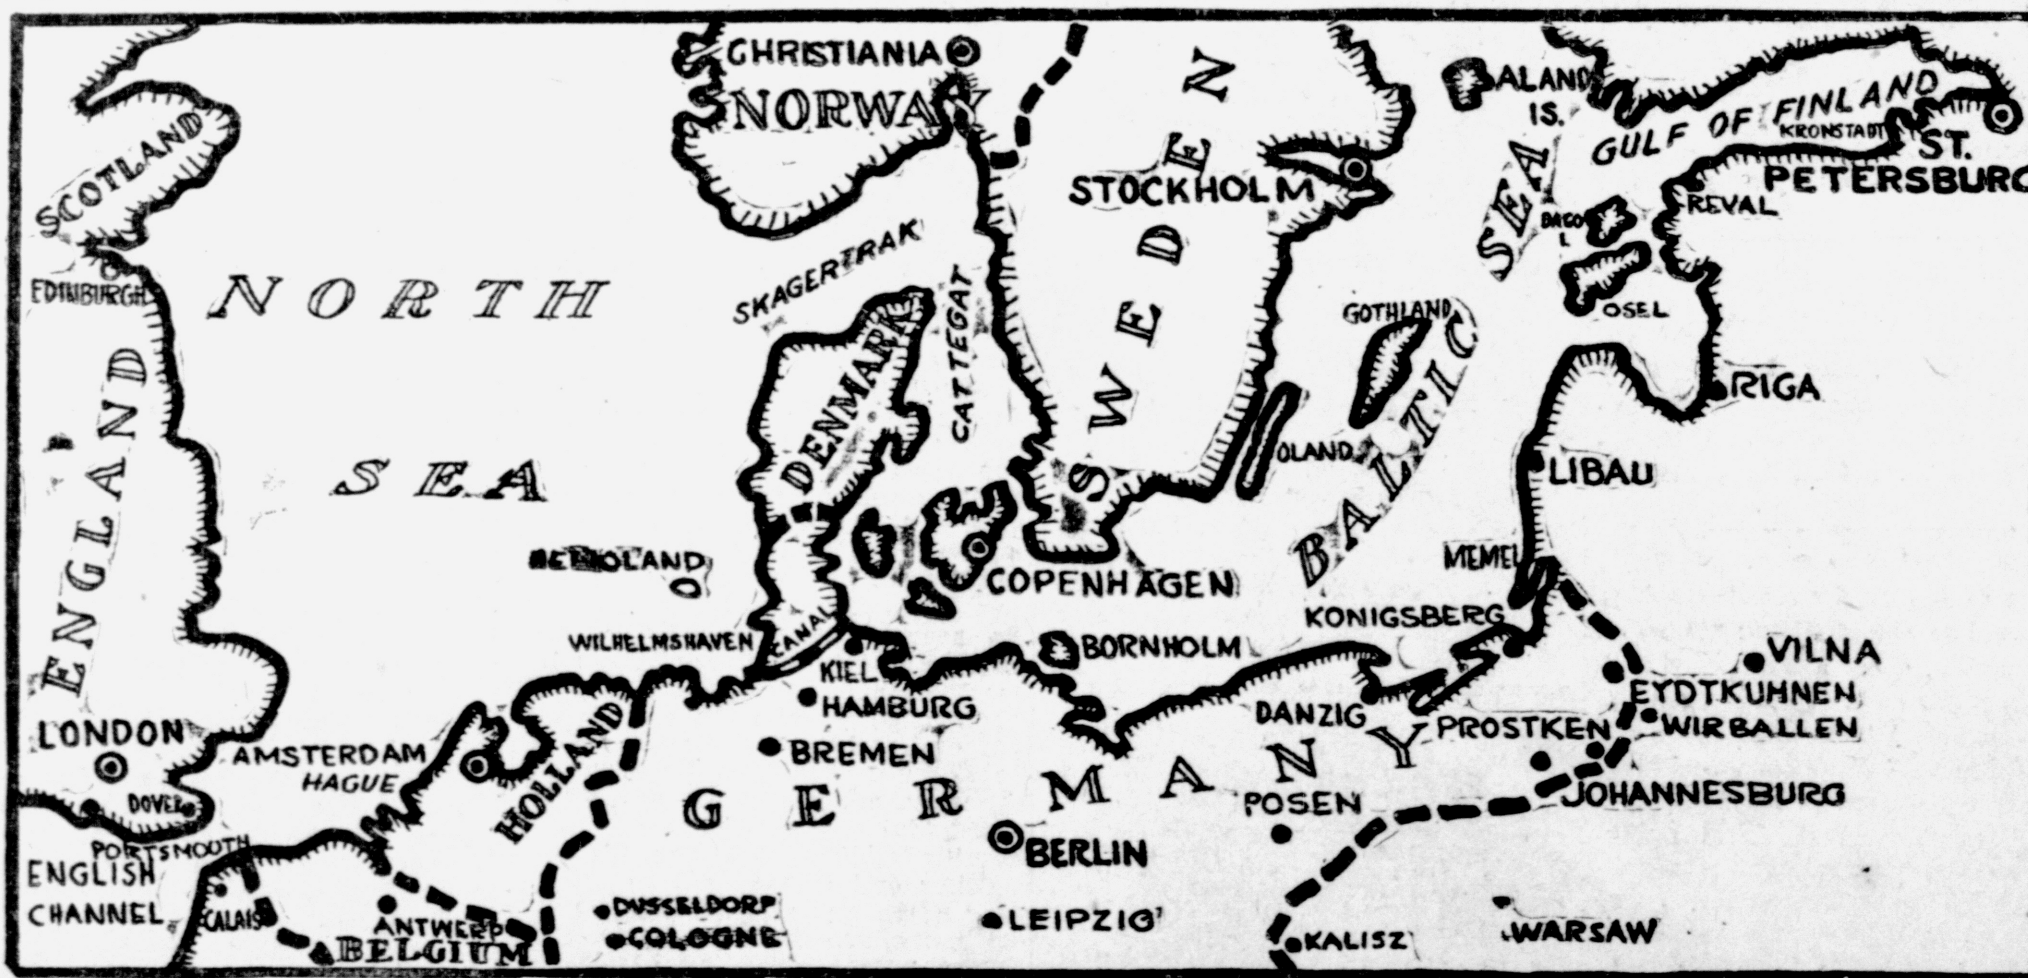 CHRISTIANIA
NORWAY
SWEDEN
ALAND
IS.
GULF OF FINLAND
KRONSTADT
ST.
PETERSBURG
SCOTLAND
STOCKHOLM
REVAL
DAGO
I.
BALTIC SEA
EDINBURGH
NORTH
SEA
SKAGERTRAK
CATTEGAT
GOTHLAND
OSEL
ENGLAND
DENMARK
RIGA
OLAND
LIBAU
HELIGOLAND
COPENHAGEN
MEMEL
KONIGSBERG
WILHELMSHAVEN
CANAL
KIEL
BORNHOLM
VILNA
EYDTKUHNEN
HAMBURG
DANZIG
PROSTKEN
WIRBALLEN
LONDON
AMSTERDAM
HAGUE
HOLLAND
BREMEN
GERMANY
POSEN
JOHANNESBURG
DOVER
PORTSMOUTH
BERLIN
ENGLISH
CHANNEL
CALAIS
ANTWERP
BELGIUM
DUSSELDORF
COLOGNE
LEIPZIG
KALISZ
WARSAW